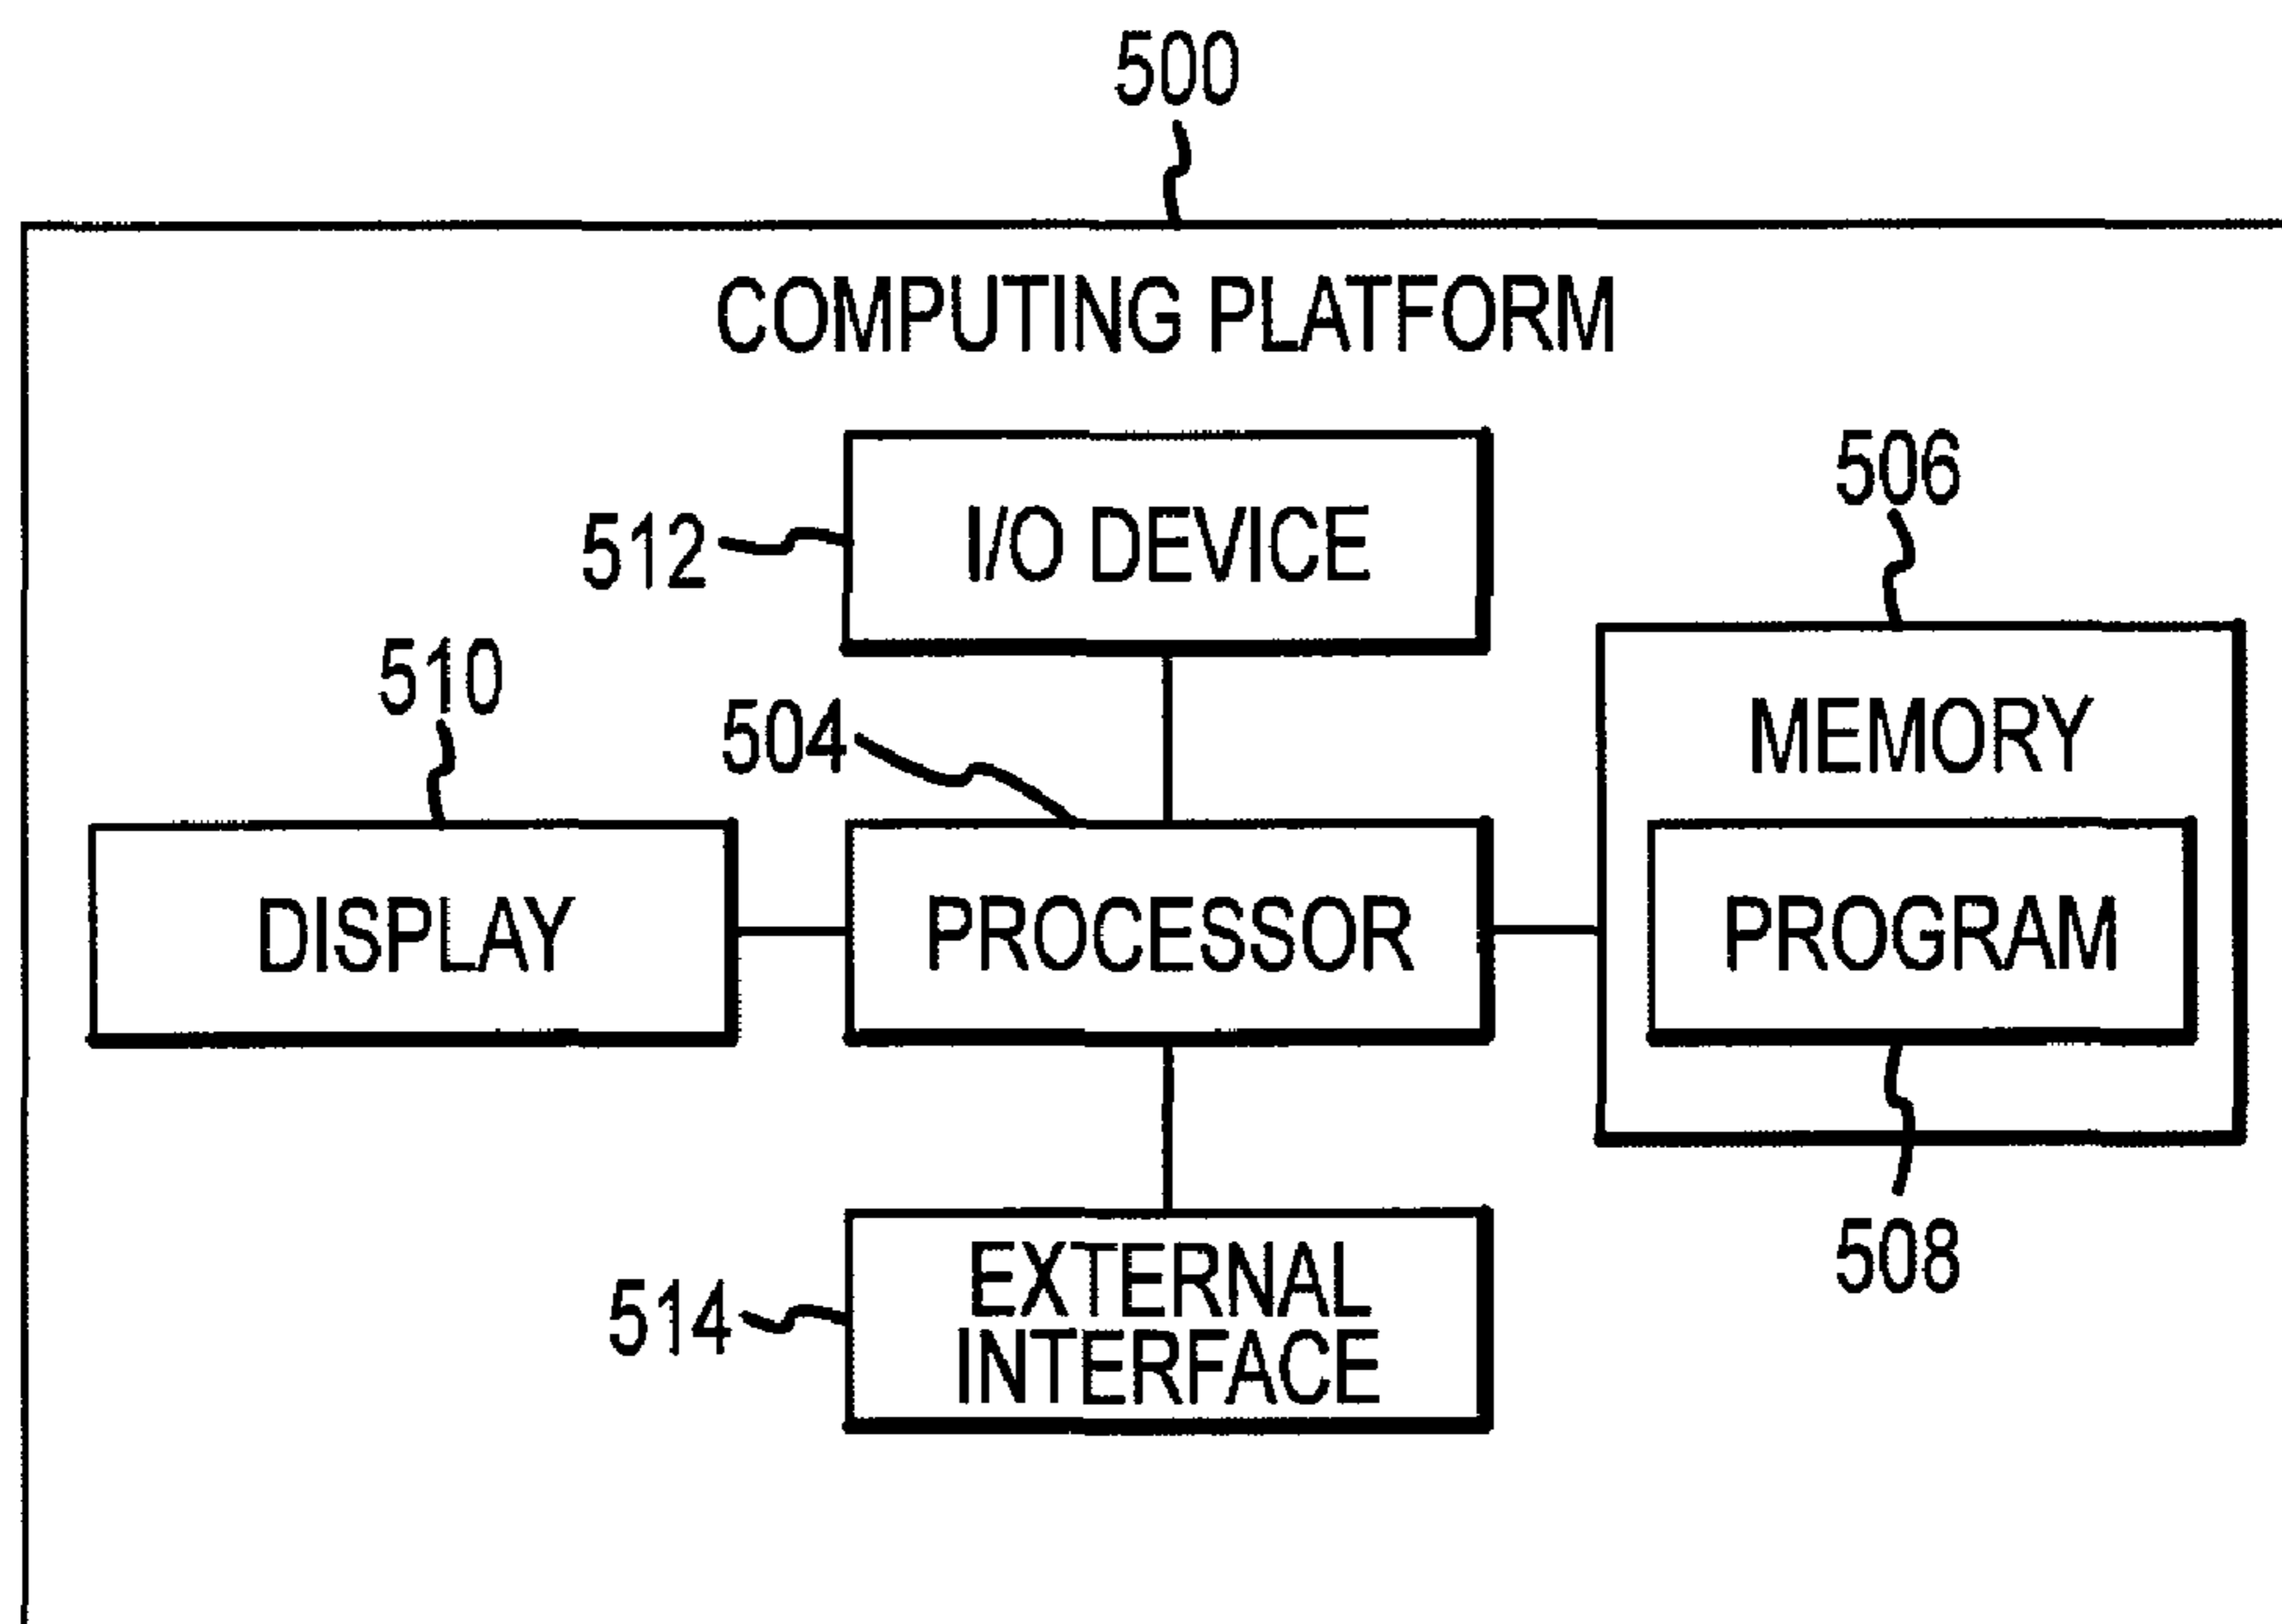 500
COMPUTING PLATFORM
512
I/O DEVICE
506
510
504
MEMORY
DISPLAY
PROCESSOR
PROGRAM
514
EXTERNAL
INTERFACE
508